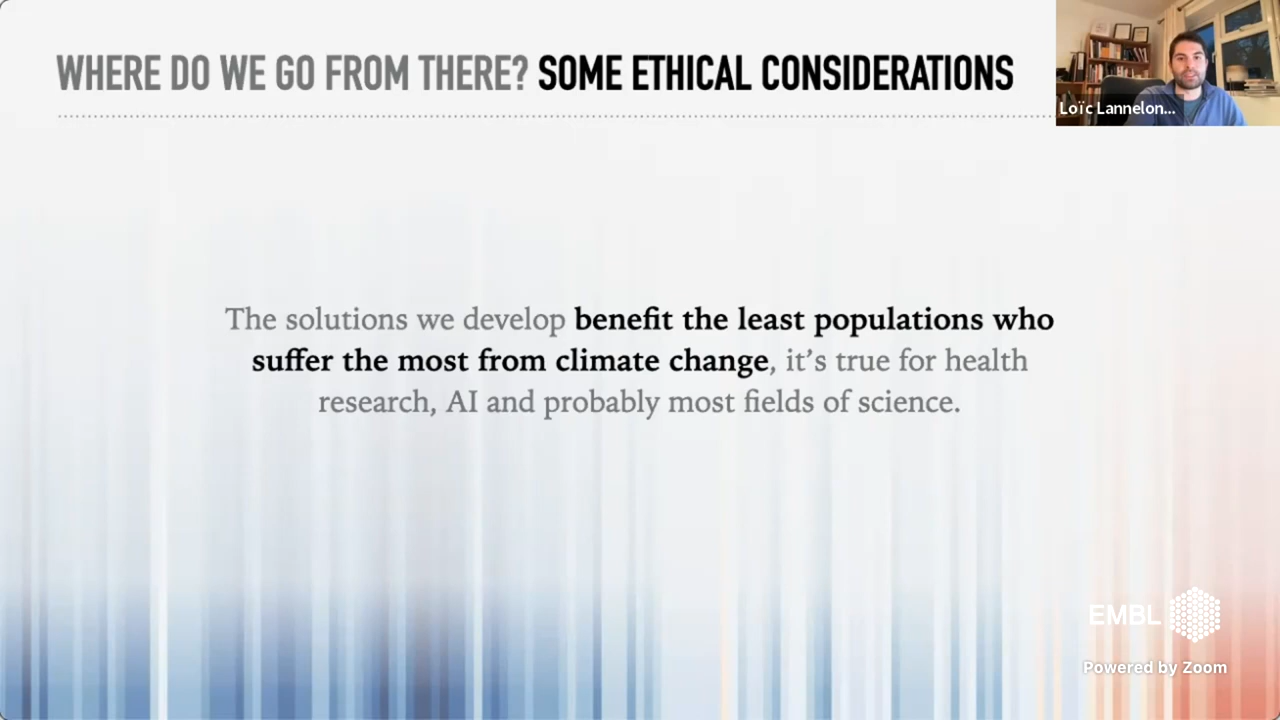 WHERE DO WE GO FROM THERE? SOME ETHICAL CONSIDERATIONS
Loïc Lannelon...
The solutions we develop benefit the least populations who
suffer the most from climate change, it's true for health
research, AI and probably most fields of science.
EMBL
Powered by Zoom